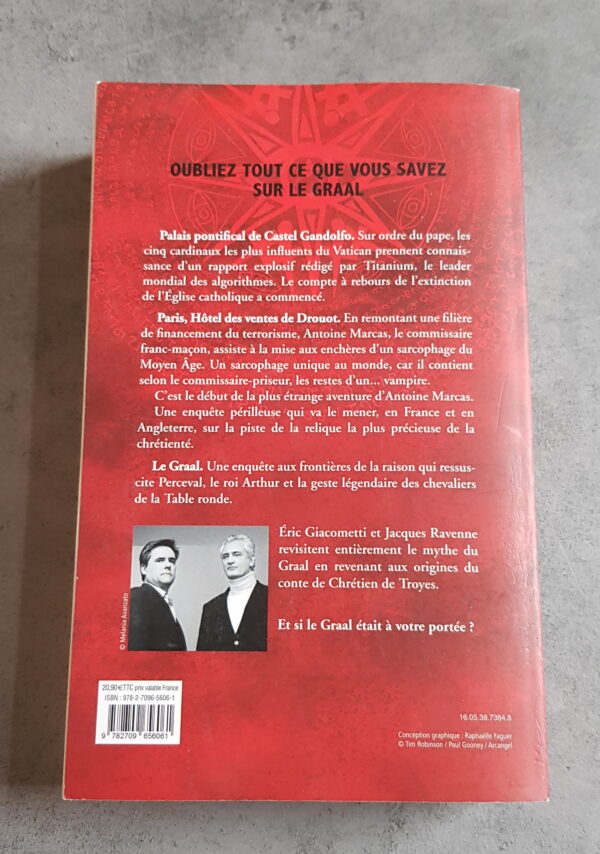 OUBLIEZ TOUT CE QUE VOUS SAVEZ
SUR LE GRAAL
Palais pontifical de Castel Gandolfo. Sur ordre du pape, les
cinq cardinaux les plus influents du Vatican prennent connais-
sance d'un rapport explosif rédigé par Titanium, le leader
mondial des algorithmes. Le compte à rebours de l'extinction
de l'Église catholique a commencé.
Paris, Hôtel des ventes de Drouot. En remontant une filière
de financement du terrorisme, Antoine Marcas, le commissaire
franc-maçon, assiste à la mise aux enchères d'un sarcophage du
Moyen Âge. Un sarcophage unique au monde, car il contient
selon le commissaire-priseur, les restes d'un... vampire.
C'est le début de la plus étrange aventure d'Antoine Marcas.
Une enquête périlleuse qui va le mener, en France et en
Angleterre, sur la piste de la relique la plus précieuse de la
chrétienté.
Le Graal. Une enquête aux frontières de la raison qui ressus-
cite Perceval, le roi Arthur et la geste légendaire des chevaliers
de la Table ronde.
Éric Giacometti et Jacques Ravenne
revisitent entièrement le mythe du
Graal en revenant aux origines du
conte de Chrétien de Troyes.
Et si le Graal était à votre portée ?
© Melania Avanzato
20,90 €TTC prix valable France
ISBN : 978-2-7096-5606-1
9 782709 656061
16.05.38.7384.8
Conception graphique : Raphaëlle Faguer
© Tim Robinson / Paul Gooney / Arcangel